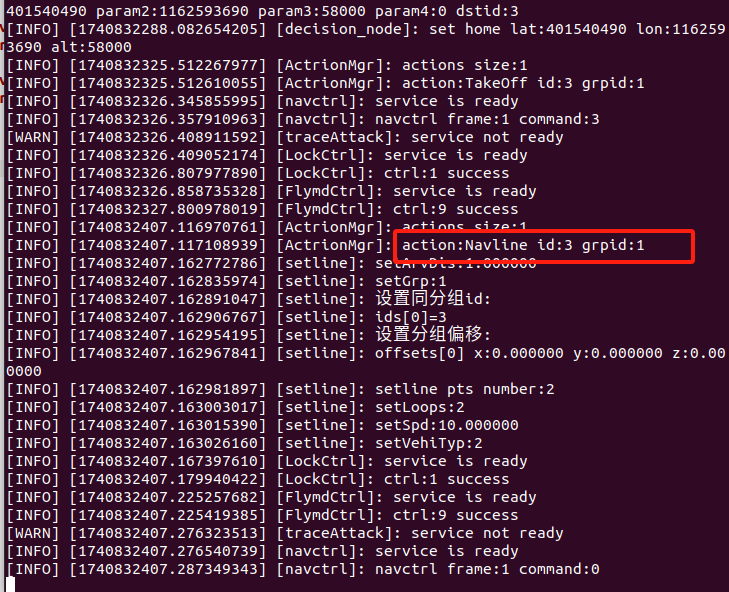 401540490 param2:1162593690 param3:58000 param4:0 dstid:3
[INFO] [1740832288.082654205] [decision_node]: set home lat:401540490 lon:116259
3690 alt:58000
[INFO] [1740832325.512267977] [ActrionMgr]: actions size:1
[INFO] [1740832325.512610055] [ActrionMgr]: action:TakeOff id:3 grpid:1
[INFO] [1740832326.345855995] [navctrl]: service is ready
[INFO] [1740832326.357910963] [navctrl]: navctrl frame:1 command:3
[WARN] [1740832326.408911592] [traceAttack]: service not ready
[INFO] [1740832326.409052174] [LockCtrl]: service is ready
[INFO] [1740832326.807977890] [LockCtrl]: ctrl:1 success
[INFO] [1740832326.858735328] [FlymdCtrl]: service is ready
[INFO] [1740832327.800978019] [FlymdCtrl]: ctrl:9 success
[INFO] [1740832407.116970761] [ActrionMgr]: actions size:1
[INFO] [1740832407.117108939] [ActrionMgr]: action:Navline id:3 grpid:1
[INFO] [1740832407.162772786] [setline]: setArvDis:1.000000
[INFO] [1740832407.162835974] [setline]: setGrp:1
[INFO] [1740832407.162891047] [setline]: 设置同分组id:
[INFO] [1740832407.162906767] [setline]: ids[0]=3
[INFO] [1740832407.162954195] [setline]: 设置分组偏移:
[INFO] [1740832407.162967841] [setline]: offsets[0] x:0.000000 y:0.000000 z:0.00
0000
[INFO] [1740832407.162981897] [setline]: setline pts number:2
[INFO] [1740832407.163003017] [setline]: setLoops:2
[INFO] [1740832407.163015390] [setline]: setSpd:10.000000
[INFO] [1740832407.163026160] [setline]: setVehiTyp:2
[INFO] [1740832407.167397610] [LockCtrl]: service is ready
[INFO] [1740832407.179940422] [LockCtrl]: ctrl:1 success
[INFO] [1740832407.225257682] [FlymdCtrl]: service is ready
[INFO] [1740832407.225419385] [FlymdCtrl]: ctrl:9 success
[WARN] [1740832407.276323513] [traceAttack]: service not ready
[INFO] [1740832407.276540739] [navctrl]: service is ready
[INFO] [1740832407.287349343] [navctrl]: navctrl frame:1 command:0